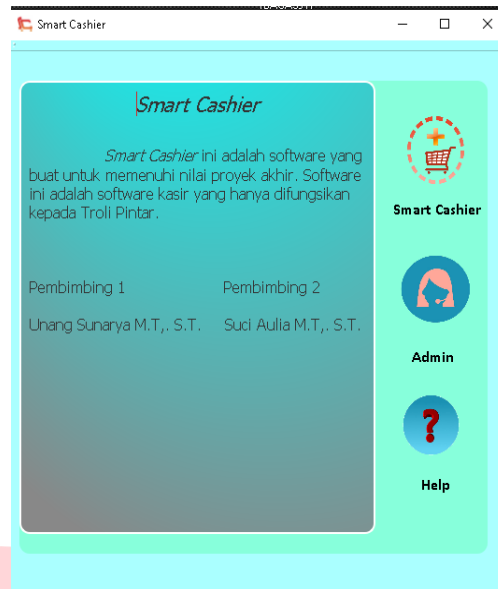 Smart Cashier
Smart Cashier
Smart Cashier ini adalah software yang
buat untuk memenuhi nilai proyek akhir. Software
ini adalah software kasir yang hanya difungsikan
kepada Troli Pintar.
Pembimbing 1 Pembimbing 2
Unang Sunarya M.T,. S.T. Suci Aulia M.T,. S.T.
Smart Cashier
Admin
?
Help